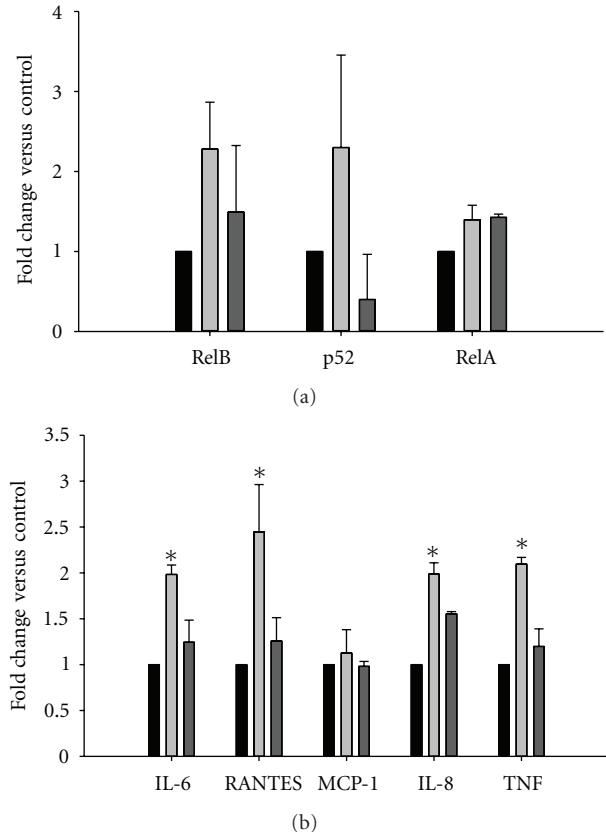 4
3
2
1
0
Fold change versus control
RelB p52 RelA
(a)
3.5
3
2.5
2
1.5
1
0.5
0
Fold change versus control
* * * *
IL-6 RANTES MCP-1 IL-8 TNF
(b)